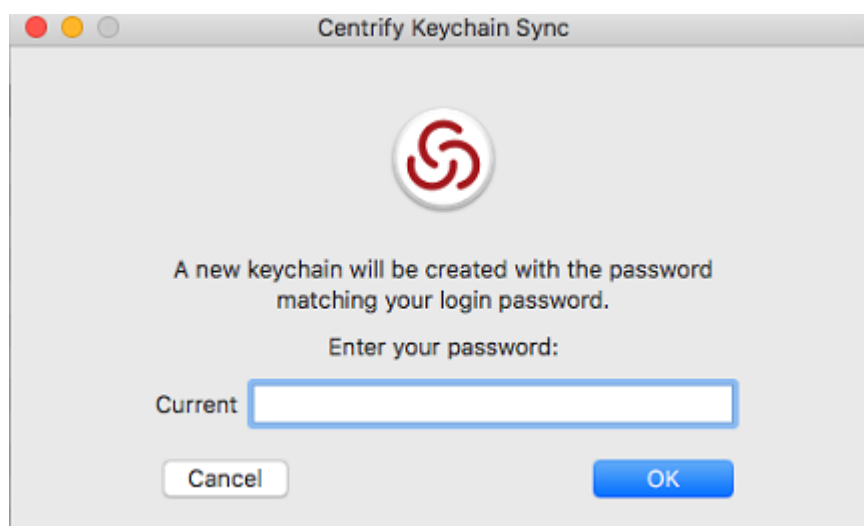 Centrify Keychain Sync
A new keychain will be created with the password
matching your login password.
Enter your password:
Current
Cancel
OK